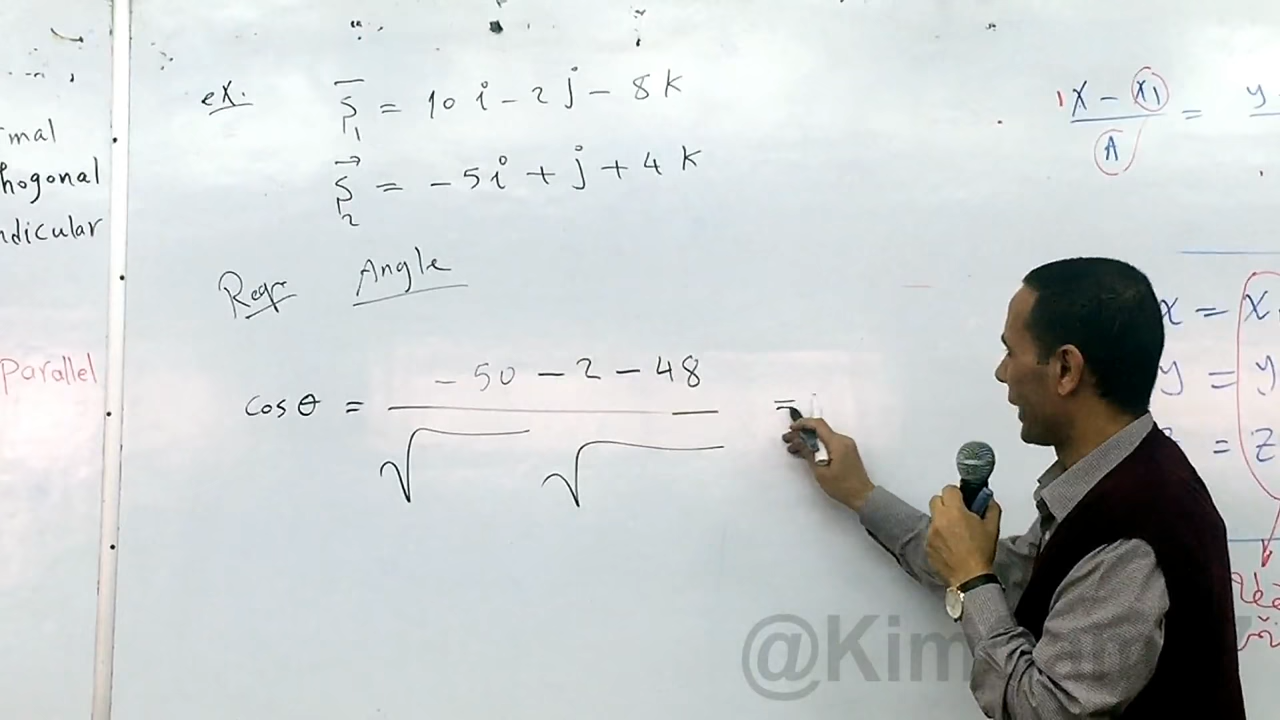 ex. S̄₁ = 10 i - 2 j - 8 k
S⃗₂ = - 5 i + j + 4 k
Reqr Angle
cos θ = (- 50 - 2 - 48) / (√ √) =
rmal
hogonal
ndicular
Parallel
x - x₁ / A = y -
x = x
y = y
= z
@Kim